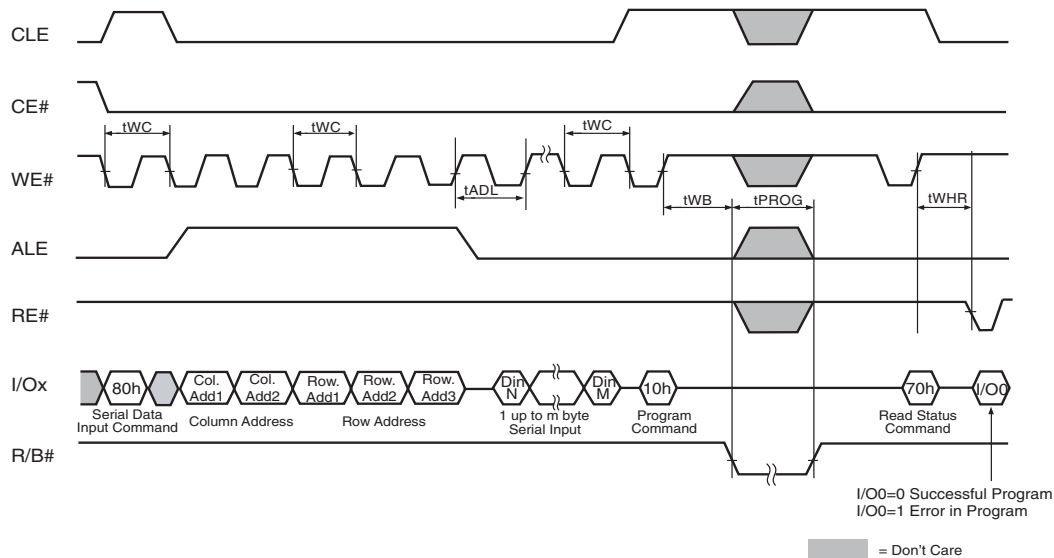 CLE
CE#
tWC
tWC
tWC
WE#
tADL
tWB
tPROG
tWHR
ALE
RE#
I/Ox
80h
Col.
Add1
Col.
Add2
Row.
Add1
Row.
Add2
Row.
Add3
Din
N
Din
M
10h
70h
I/O0
Serial Data
Input Command
Column Address
Row Address
1 up to m byte
Serial Input
Program
Command
Read Status
Command
R/B#
I/O0=0 Successful Program
I/O0=1 Error in Program
= Don't Care